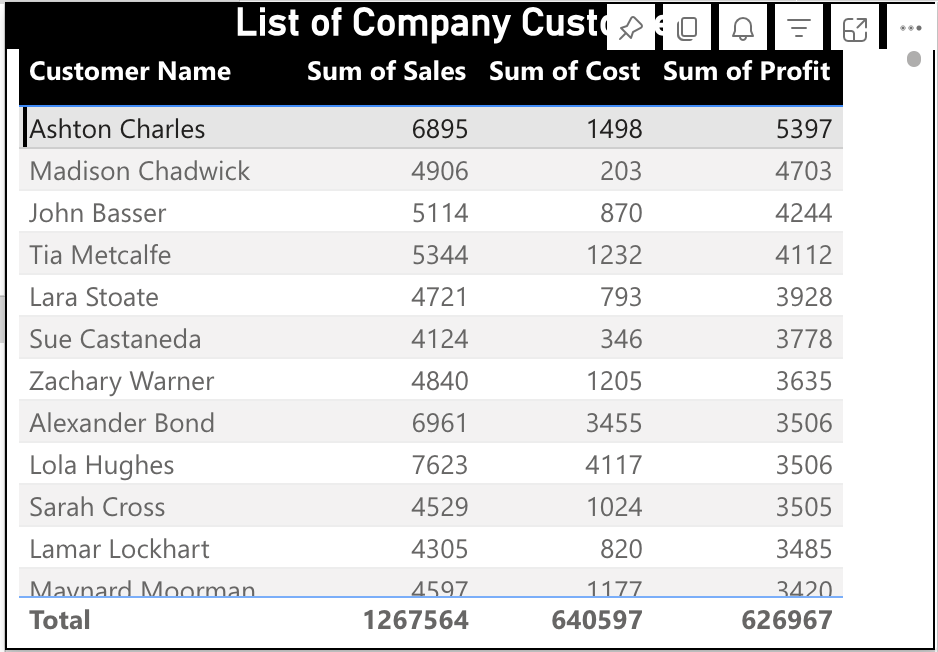 List of Company Custome
Customer Name Sum of Sales Sum of Cost Sum of Profit
Ashton Charles 6895 1498 5397
Madison Chadwick 4906 203 4703
John Basser 5114 870 4244
Tia Metcalfe 5344 1232 4112
Lara Stoate 4721 793 3928
Sue Castaneda 4124 346 3778
Zachary Warner 4840 1205 3635
Alexander Bond 6961 3455 3506
Lola Hughes 7623 4117 3506
Sarah Cross 4529 1024 3505
Lamar Lockhart 4305 820 3485
Maynard Moorman 4597 1177 3420
Total 1267564 640597 626967